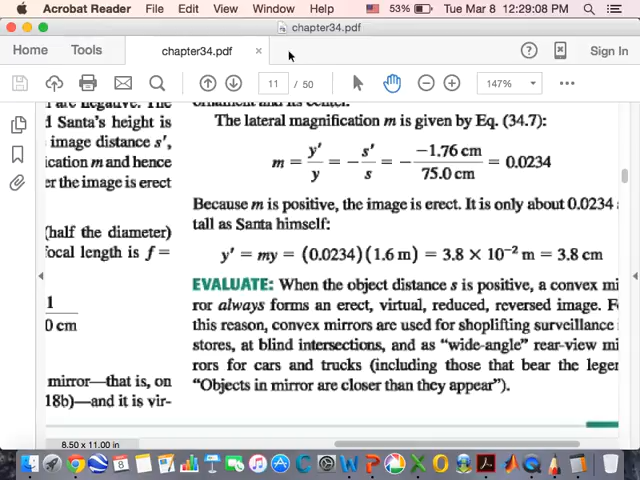 Acrobat Reader File Edit View Window Help 53% Tue Mar 8 12:29:08 PM
chapter34.pdf
Home Tools chapter34.pdf × ? Sign In
11 / 50 147%
are negative. The
d Santa's height is
image distance s′,
ication m and hence
er the image is erect
(half the diameter)
focal length is f =
1
0 cm
mirror—that is, on
18b)—and it is vir-
ornament and its center.
The lateral magnification m is given by Eq. (34.7):
m = y′/y = −s′/s = −(−1.76 cm)/(75.0 cm) = 0.0234
Because m is positive, the image is erect. It is only about 0.0234
tall as Santa himself:
y′ = my = (0.0234)(1.6 m) = 3.8 × 10⁻² m = 3.8 cm
EVALUATE: When the object distance s is positive, a convex mi
ror always forms an erect, virtual, reduced, reversed image. F
this reason, convex mirrors are used for shoplifting surveillance
stores, at blind intersections, and as “wide-angle” rear-view mi
rors for cars and trucks (including those that bear the leger
“Objects in mirror are closer than they appear”).
8.50 x 11.00 in